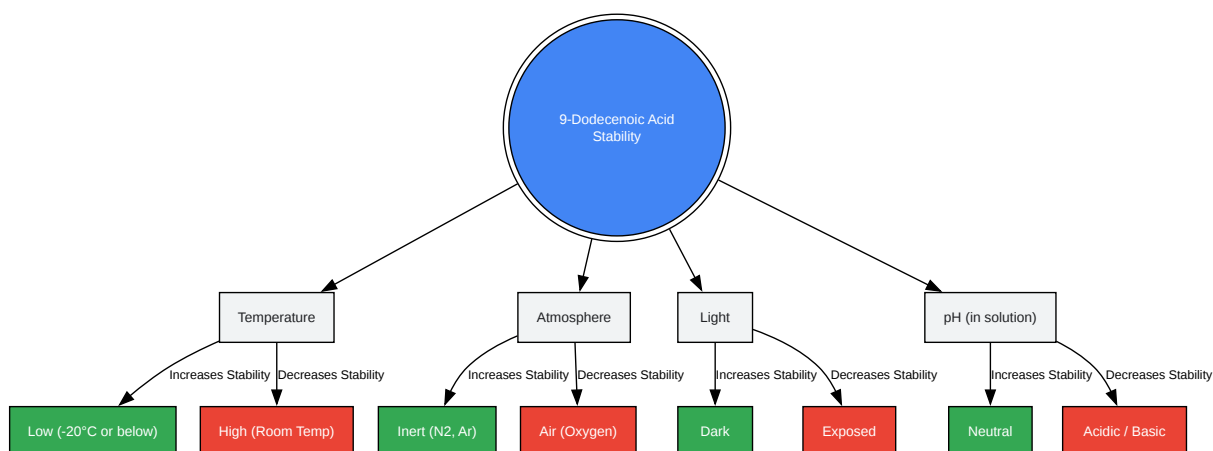 9-Dodecenoic Acid
Stability
Temperature
Atmosphere
Light
pH (in solution)
Increases Stability
Decreases Stability
Increases Stability
Decreases Stability
Increases Stability
Decreases Stability
Increases Stability
Decreases Stability
Low (-20°C or below)
High (Room Temp)
Inert (N2, Ar)
Air (Oxygen)
Dark
Exposed
Neutral
Acidic / Basic